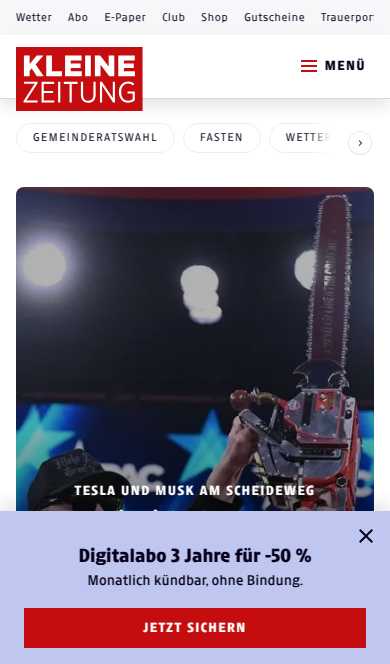 Wetter Abo E-Paper Club Shop Gutscheine Trauerpor
KLEINE
ZEITUNG
MENÜ
GEMEINDERATSWAHL FASTEN WETTER
TESLA UND MUSK AM SCHEIDEWEG
Digitalabo 3 Jahre für -50 %
Monatlich kündbar, ohne Bindung.
JETZT SICHERN